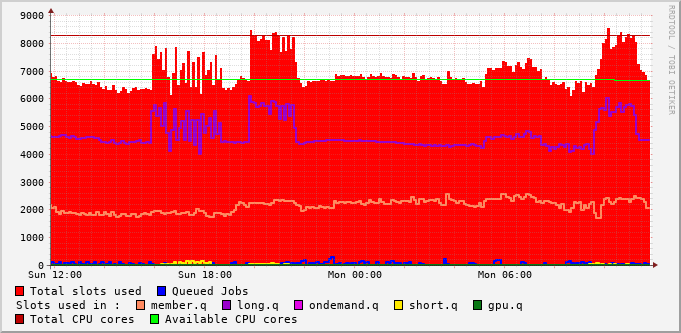 9000
8000
7000
6000
5000
4000
3000
2000
1000
0
Sun 12:00 Sun 18:00 Mon 00:00 Mon 06:00
RRDTOOL / TOBI OETIKER
Total slots used Queued Jobs
Slots used in : member.q long.q ondemand.q short.q gpu.q
Total CPU cores Available CPU cores